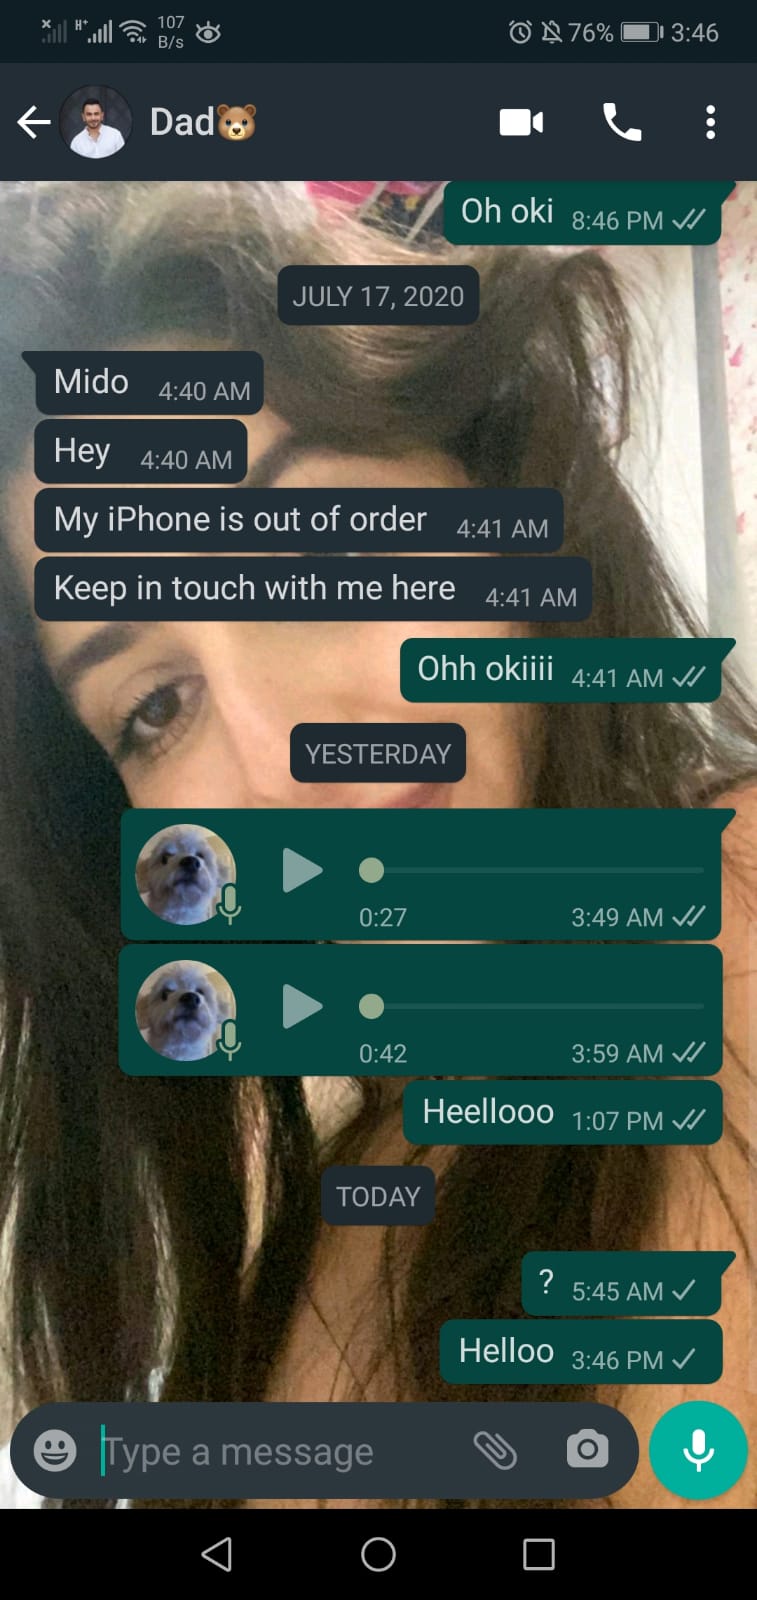 107
B/s
76% 3:46
Dad🐻
Oh oki 8:46 PM
JULY 17, 2020
Mido 4:40 AM
Hey 4:40 AM
My iPhone is out of order 4:41 AM
Keep in touch with me here 4:41 AM
Ohh okiiii 4:41 AM
YESTERDAY
0:27 3:49 AM
0:42 3:59 AM
Heellooo 1:07 PM
TODAY
? 5:45 AM
Helloo 3:46 PM
Type a message